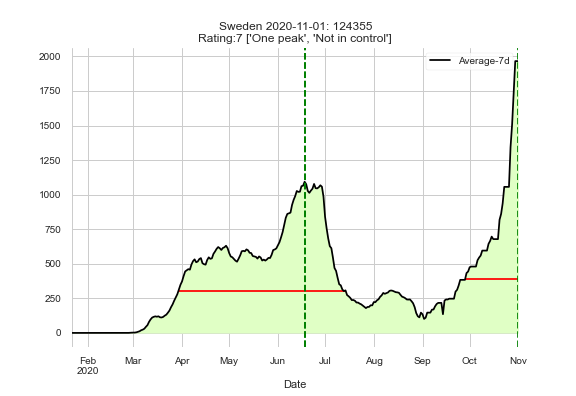 Sweden 2020-11-01: 124355
Rating:7 ['One peak', 'Not in control']
Average-7d
2000
1750
1500
1250
1000
750
500
250
0
Feb Mar Apr May Jun Jul Aug Sep Oct Nov
2020
Date